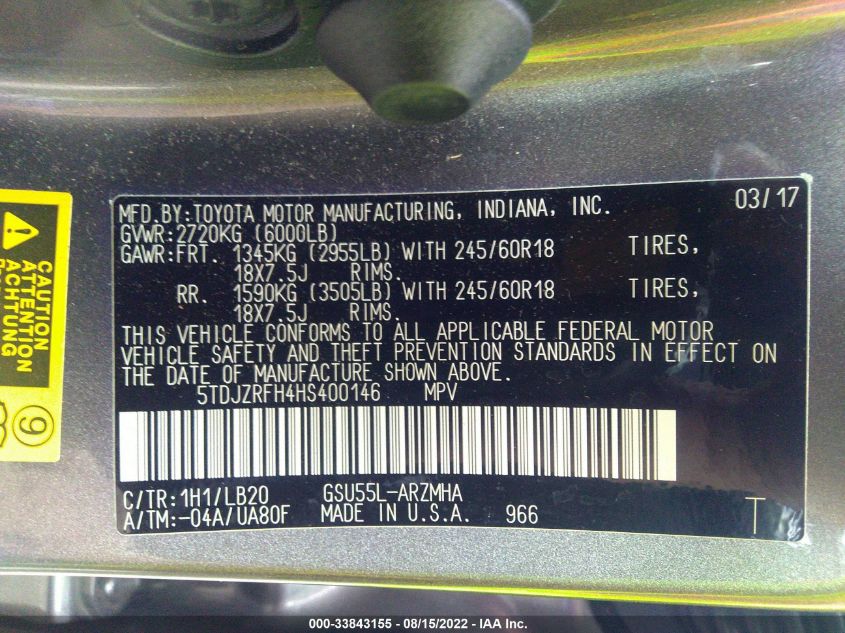 MFD.BY:TOYOTA MOTOR MANUFACTURING, INDIANA, INC. 03/17
GVWR:2720KG (6000LB)
GAWR:FRT. 1345KG (2955LB) WITH 245/60R18 TIRES,
18X7.5J RIMS.
RR. 1590KG (3505LB) WITH 245/60R18 TIRES,
18X7.5J RIMS.
THIS VEHICLE CONFORMS TO ALL APPLICABLE FEDERAL MOTOR
VEHICLE SAFETY AND THEFT PREVENTION STANDARDS IN EFFECT ON
THE DATE OF MANUFACTURE SHOWN ABOVE.
5TDJZRFH4HS400146 MPV
C/TR:1H1/LB20 GSU55L-ARZMHA
A/TM:-04A/UA80F MADE IN U.S.A. 966 T
CAUTION
ATTENTION
ACHTUNG
9
000-33843155 - 08/15/2022 - IAA Inc.